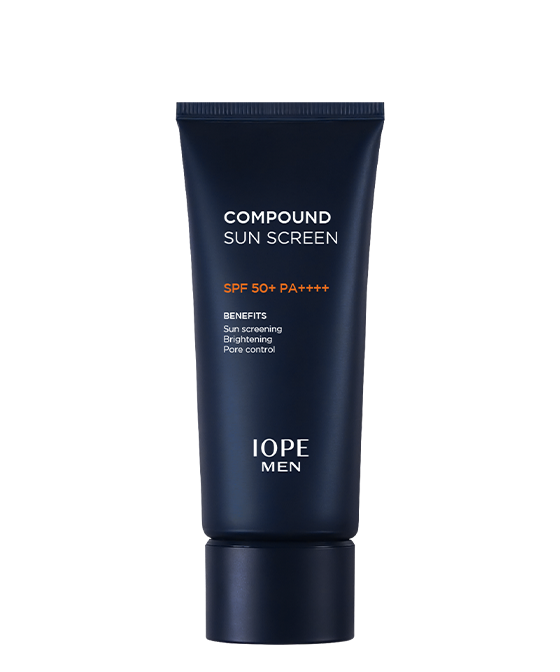 COMPOUND
SUN SCREEN
SPF 50+ PA++++
BENEFITS
Sun screening
Brightening
Pore control
IOPE
MEN